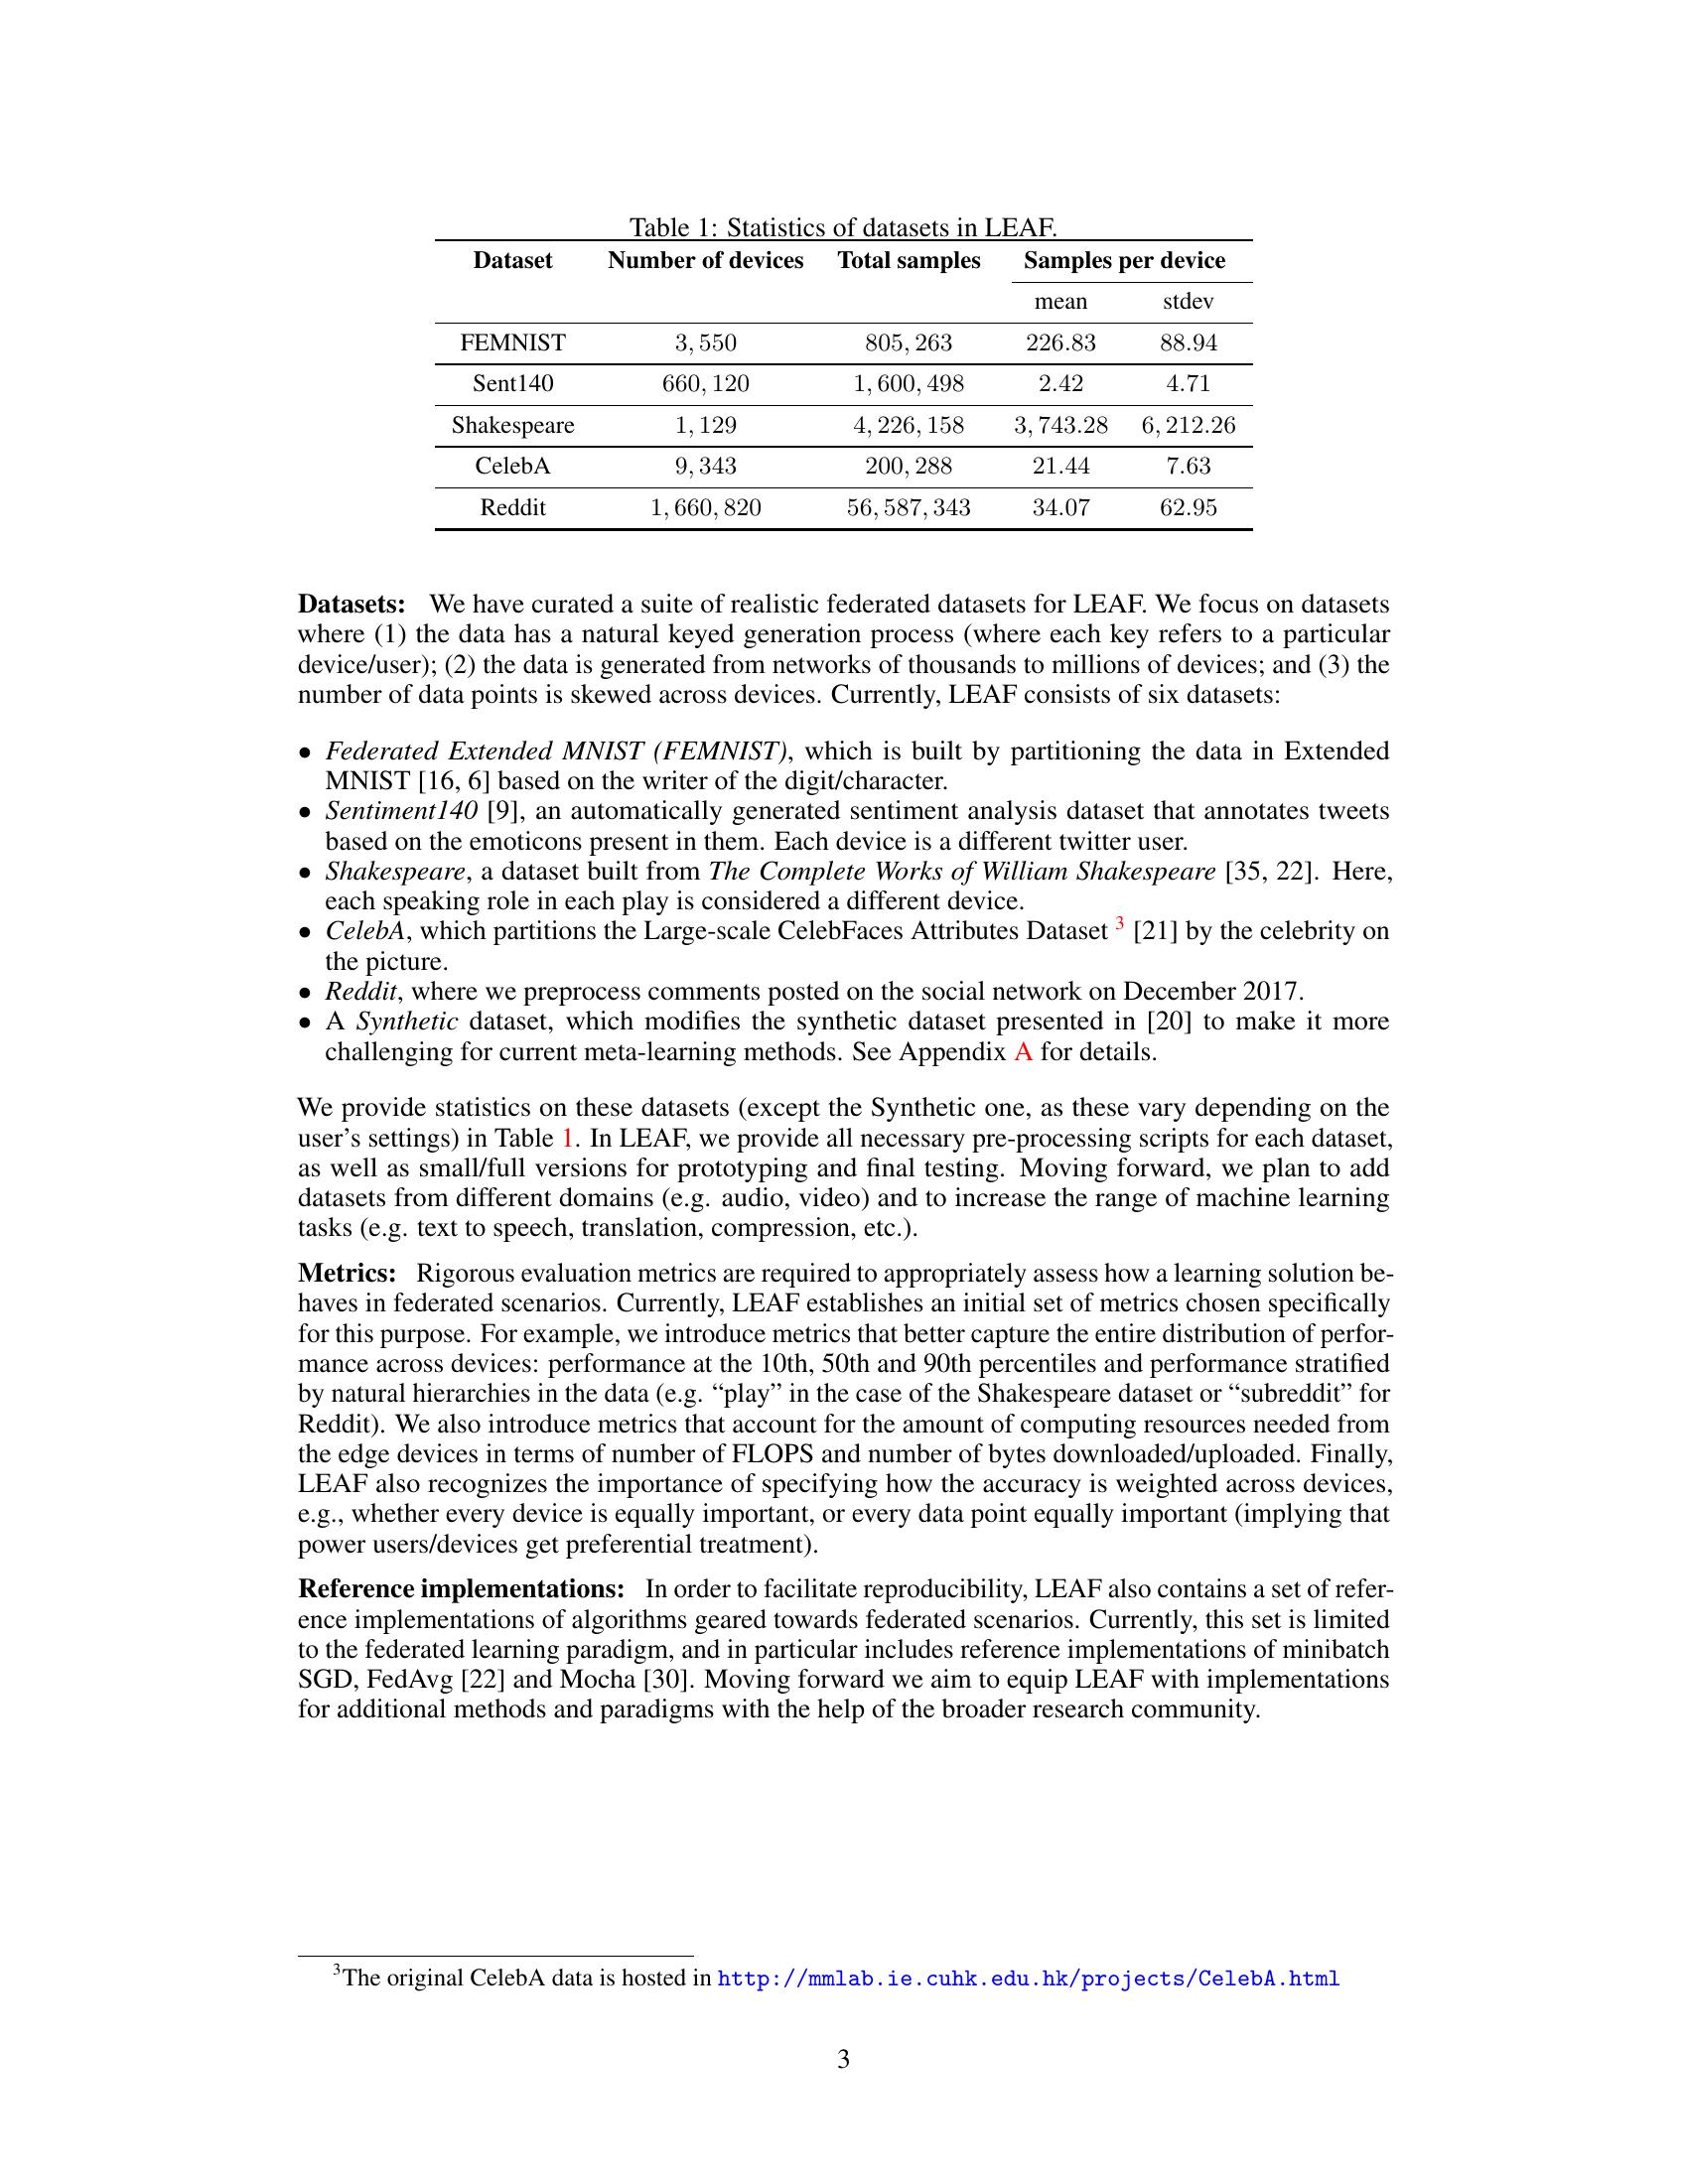 Table 1: Statistics of datasets in LEAF.
Dataset Number of devices Total samples Samples per device
mean stdev
FEMNIST 3,550 805,263 226.83 88.94
Sent140 660,120 1,600,498 2.42 4.71
Shakespeare 1,129 4,226,158 3,743.28 6,212.26
CelebA 9,343 200,288 21.44 7.63
Reddit 1,660,820 56,587,343 34.07 62.95
Datasets: We have curated a suite of realistic federated datasets for LEAF. We focus on datasets
where (1) the data has a natural keyed generation process (where each key refers to a particular
device/user); (2) the data is generated from networks of thousands to millions of devices; and (3) the
number of data points is skewed across devices. Currently, LEAF consists of six datasets:
• Federated Extended MNIST (FEMNIST), which is built by partitioning the data in Extended
MNIST [16, 6] based on the writer of the digit/character.
• Sentiment140 [9], an automatically generated sentiment analysis dataset that annotates tweets
based on the emoticons present in them. Each device is a different twitter user.
• Shakespeare, a dataset built from The Complete Works of William Shakespeare [35, 22]. Here,
each speaking role in each play is considered a different device.
• CelebA, which partitions the Large-scale CelebFaces Attributes Dataset 3 [21] by the celebrity on
the picture.
• Reddit, where we preprocess comments posted on the social network on December 2017.
• A Synthetic dataset, which modifies the synthetic dataset presented in [20] to make it more
challenging for current meta-learning methods. See Appendix A for details.
We provide statistics on these datasets (except the Synthetic one, as these vary depending on the
user's settings) in Table 1. In LEAF, we provide all necessary pre-processing scripts for each dataset,
as well as small/full versions for prototyping and final testing. Moving forward, we plan to add
datasets from different domains (e.g. audio, video) and to increase the range of machine learning
tasks (e.g. text to speech, translation, compression, etc.).
Metrics: Rigorous evaluation metrics are required to appropriately assess how a learning solution be-
haves in federated scenarios. Currently, LEAF establishes an initial set of metrics chosen specifically
for this purpose. For example, we introduce metrics that better capture the entire distribution of perfor-
mance across devices: performance at the 10th, 50th and 90th percentiles and performance stratified
by natural hierarchies in the data (e.g. “play” in the case of the Shakespeare dataset or “subreddit” for
Reddit). We also introduce metrics that account for the amount of computing resources needed from
the edge devices in terms of number of FLOPS and number of bytes downloaded/uploaded. Finally,
LEAF also recognizes the importance of specifying how the accuracy is weighted across devices,
e.g., whether every device is equally important, or every data point equally important (implying that
power users/devices get preferential treatment).
Reference implementations: In order to facilitate reproducibility, LEAF also contains a set of refer-
ence implementations of algorithms geared towards federated scenarios. Currently, this set is limited
to the federated learning paradigm, and in particular includes reference implementations of minibatch
SGD, FedAvg [22] and Mocha [30]. Moving forward we aim to equip LEAF with implementations
for additional methods and paradigms with the help of the broader research community.
3The original CelebA data is hosted in http://mmlab.ie.cuhk.edu.hk/projects/CelebA.html
3